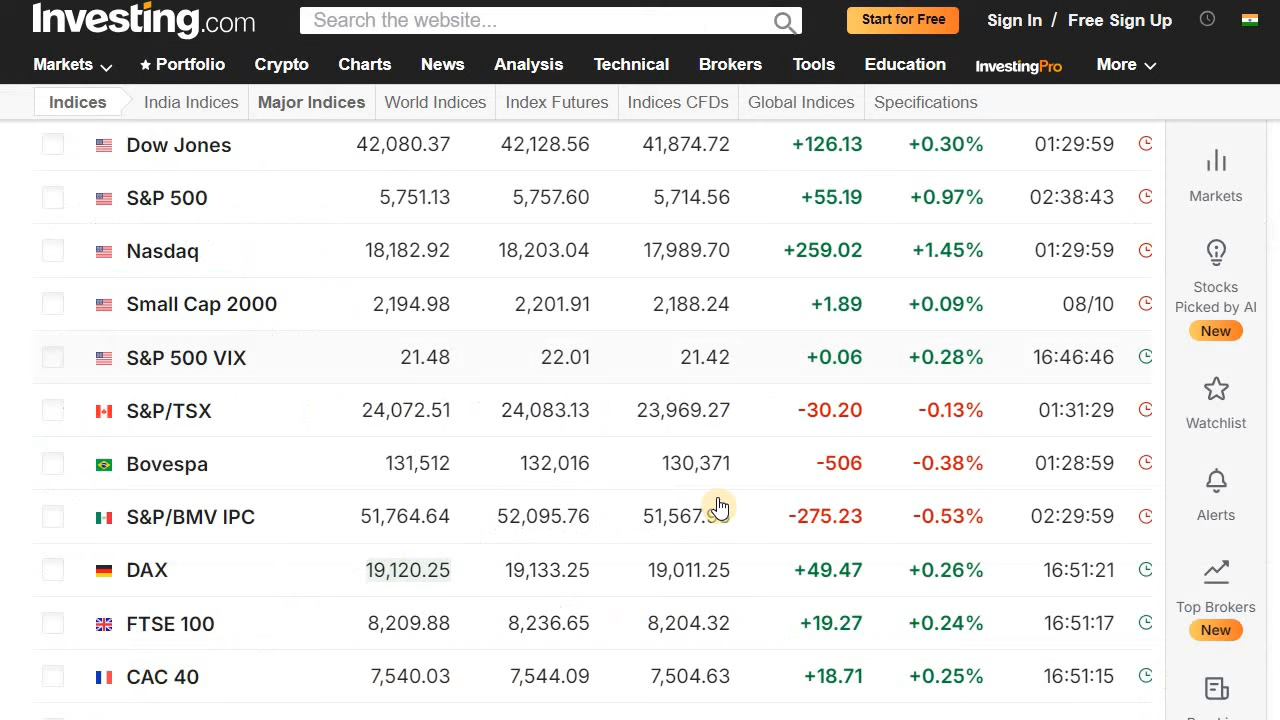 Investing.com
Search the website...
Start for Free
Sign In / Free Sign Up
Markets
Portfolio
Crypto
Charts
News
Analysis
Technical
Brokers
Tools
Education
InvestingPro
More
Indices
India Indices
Major Indices
World Indices
Index Futures
Indices CFDs
Global Indices
Specifications
Dow Jones 42,080.37 42,128.56 41,874.72 +126.13 +0.30% 01:29:59
S&P 500 5,751.13 5,757.60 5,714.56 +55.19 +0.97% 02:38:43
Nasdaq 18,182.92 18,203.04 17,989.70 +259.02 +1.45% 01:29:59
Small Cap 2000 2,194.98 2,201.91 2,188.24 +1.89 +0.09% 08/10
S&P 500 VIX 21.48 22.01 21.42 +0.06 +0.28% 16:46:46
S&P/TSX 24,072.51 24,083.13 23,969.27 -30.20 -0.13% 01:31:29
Bovespa 131,512 132,016 130,371 -506 -0.38% 01:28:59
S&P/BMV IPC 51,764.64 52,095.76 -275.23 -0.53% 02:29:59
DAX 19,120.25 19,133.25 19,011.25 +49.47 +0.26% 16:51:21
FTSE 100 8,209.88 8,236.65 8,204.32 +19.27 +0.24% 16:51:17
CAC 40 7,540.03 7,544.09 7,504.63 +18.71 +0.25% 16:51:15
Markets
Stocks
Picked by AI
New
Watchlist
Alerts
Top Brokers
New